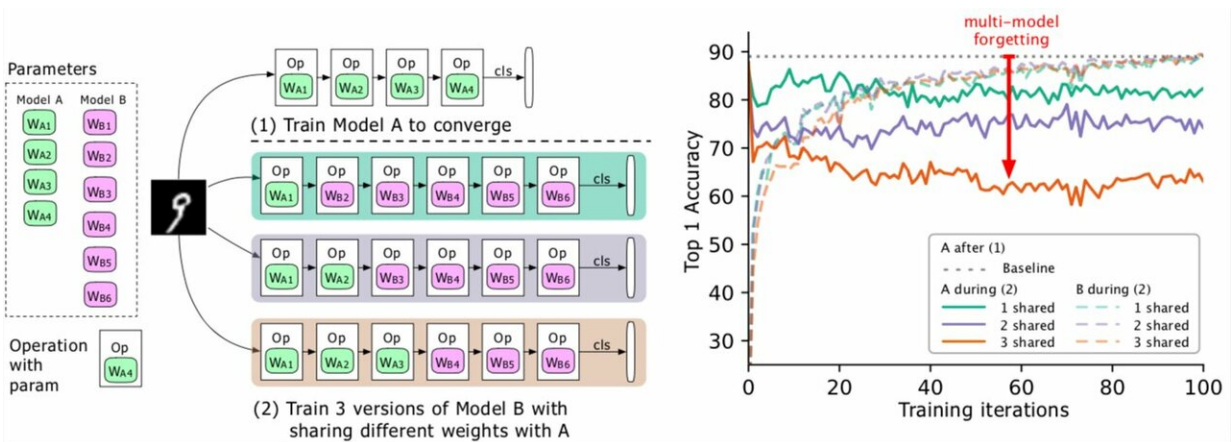 Parameters
Model A Model B
WA1 WB1
WA2 WB2
WA3 WB3
WA4 WB4
WB5
WB6
Operation
with
param
Op
WA4
Op Op Op Op
WA1 WA2 WA3 WA4 cls
(1) Train Model A to converge
Op Op Op Op Op Op
WA1 WB2 WB3 WB4 WB5 WB6 cls
Op Op Op Op Op Op
WA1 WA2 WB3 WB4 WB5 WB6 cls
Op Op Op Op Op Op
WA1 WA2 WA3 WB4 WB5 WB6 cls
(2) Train 3 versions of Model B with
sharing different weights with A
multi-model
forgetting
Top 1 Accuracy
90
80
70
60
50
40
30
A after (1)
Baseline
A during (2) B during (2)
1 shared 1 shared
2 shared 2 shared
3 shared 3 shared
0 20 40 60 80 100
Training iterations